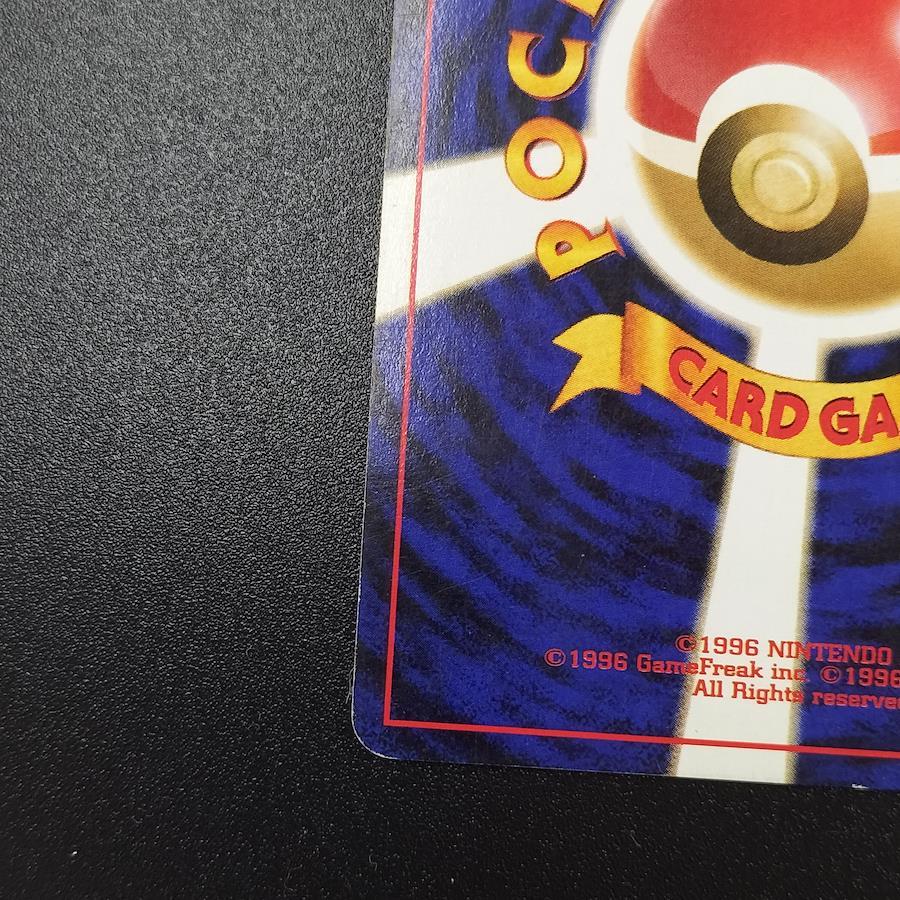 POC
CARD GA
©1996 NINTENDO
©1996 GameFreak inc. ©1996
All Rights reserve